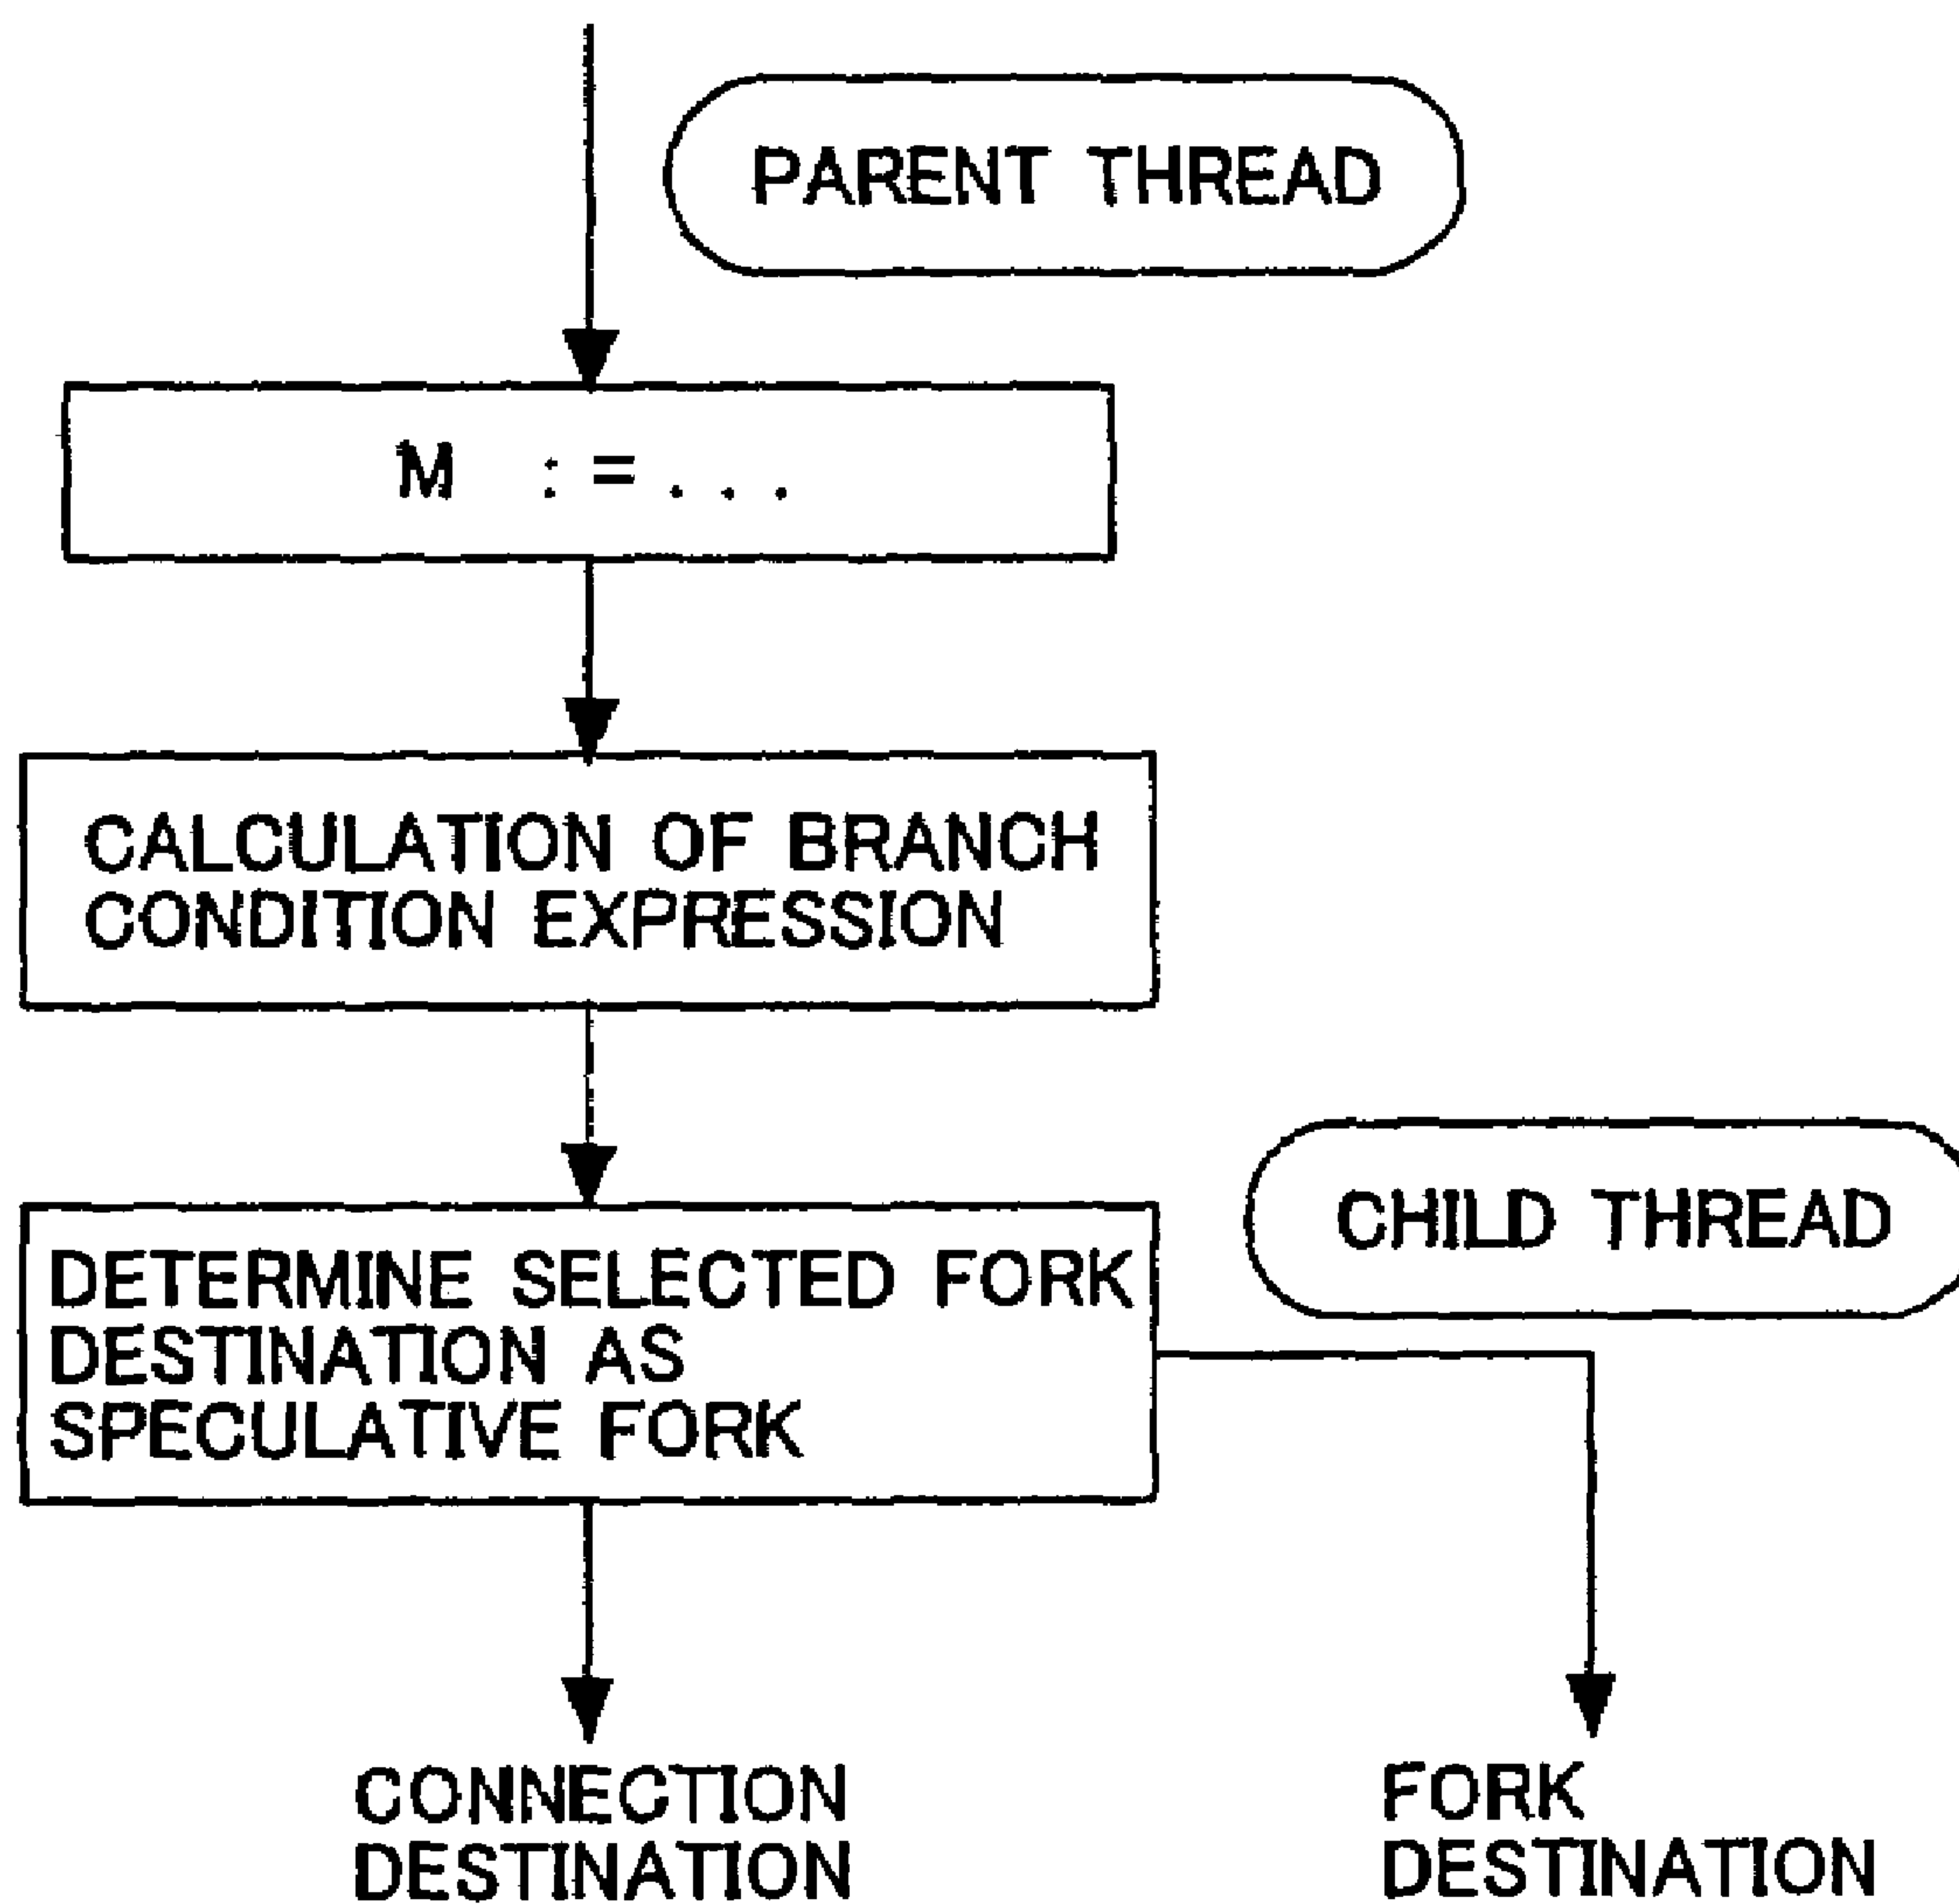 PARENT THREAD
M :=...
CALCULATION OF BRANCH
CONDITION EXPRESSION
CHILD THREAD
DETERMINE SELECTED FORK
DESTINATION AS
SPECULATIVE FORK
CONNECTION
DESTINATION
FORK
DESTINATION